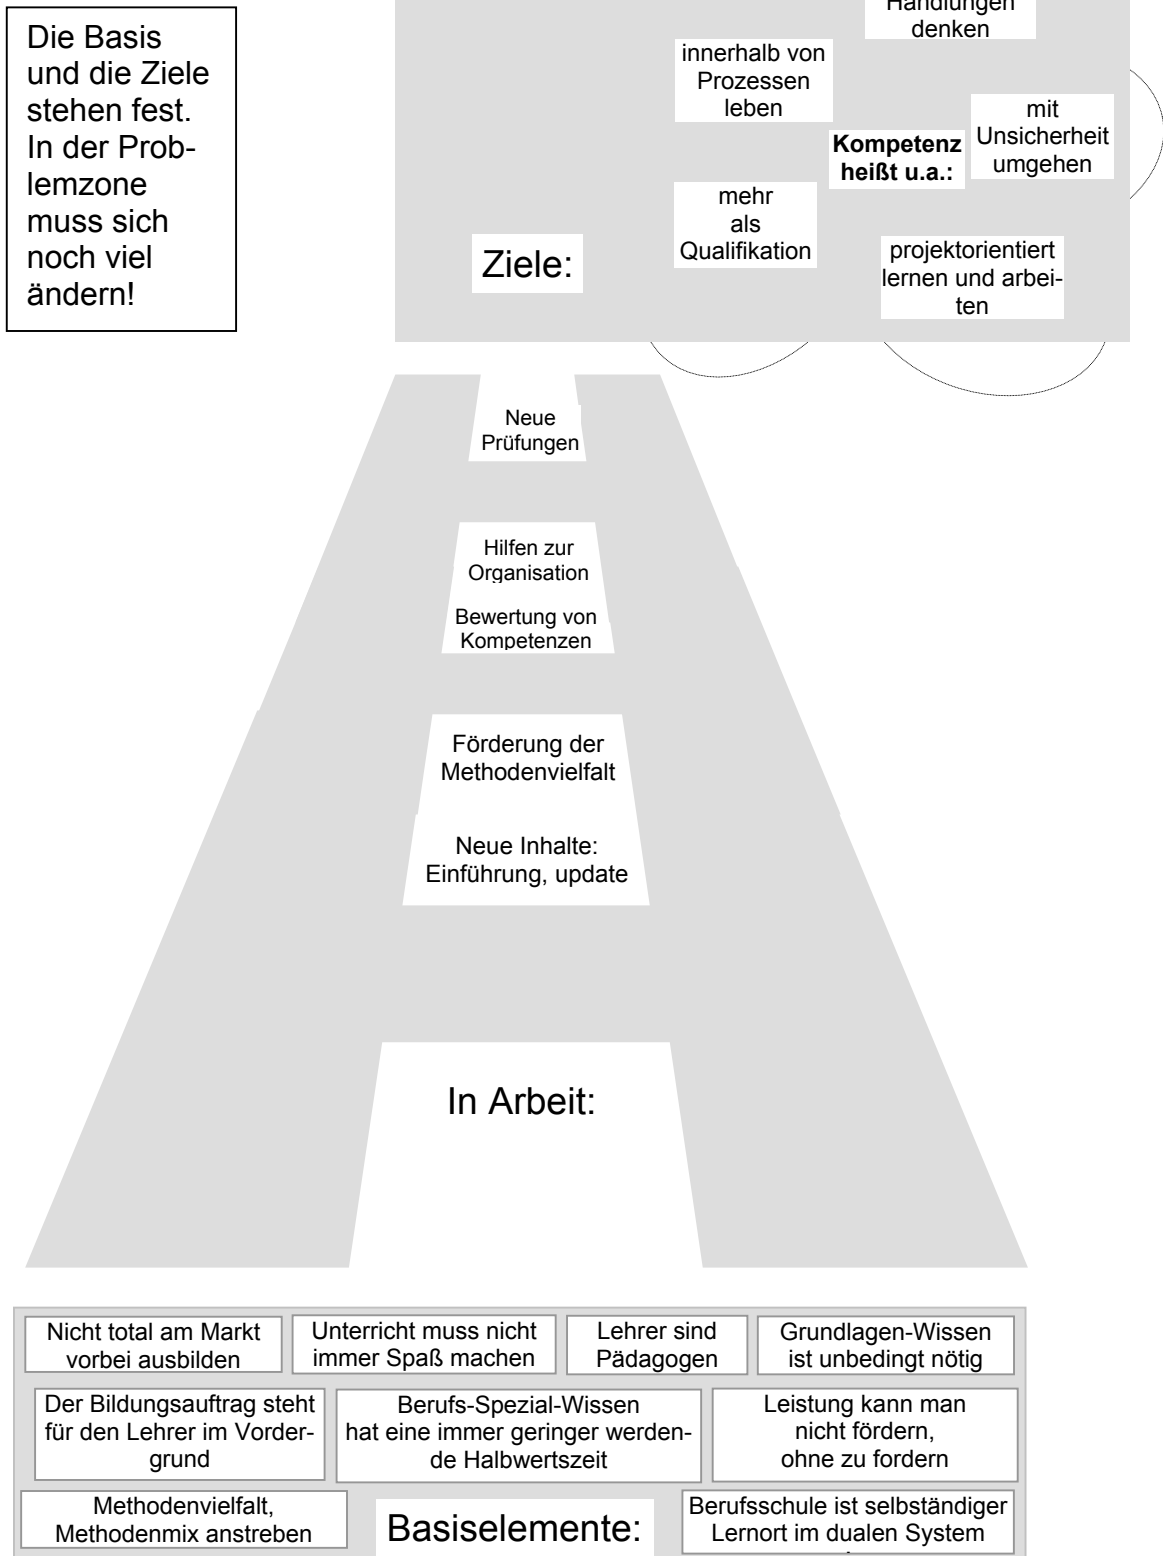 Die Basis
und die Ziele
stehen fest.
In der Prob-
lemzone
muss sich
noch viel
ändern!
Handlungen
denken
innerhalb von
Prozessen
leben
mit
Unsicherheit
umgehen
Kompetenz
heißt u.a.:
mehr
als
Qualifikation
projektorientiert
lernen und arbei-
ten
Ziele:
Neue
Prüfungen
Hilfen zur
Organisation
Bewertung von
Kompetenzen
Förderung der
Methodenvielfalt
Neue Inhalte:
Einführung, update
In Arbeit:
Nicht total am Markt
vorbei ausbilden
Unterricht muss nicht
immer Spaß machen
Lehrer sind
Pädagogen
Grundlagen-Wissen
ist unbedingt nötig
Der Bildungsauftrag steht
für den Lehrer im Vorder-
grund
Berufs-Spezial-Wissen
hat eine immer geringer werden-
de Halbwertszeit
Leistung kann man
nicht fördern,
ohne zu fordern
Methodenvielfalt,
Methodenmix anstreben
Basiselemente:
Berufsschule ist selbständiger
Lernort im dualen System